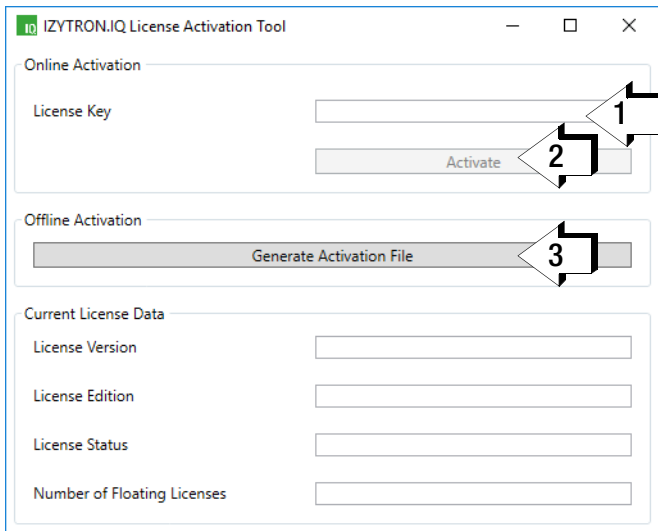 IQ IZYTRON.IQ License Activation Tool
Online Activation
License Key
1
Activate
2
Offline Activation
Generate Activation File
3
Current License Data
License Version
License Edition
License Status
Number of Floating Licenses